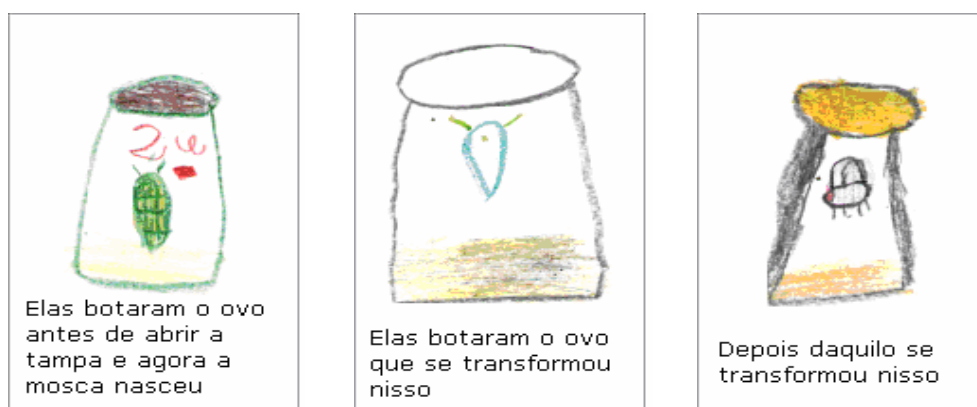 Elas botaram o ovo
antes de abrir a
tampa e agora a
mosca nasceu
Elas botaram o ovo
que se transformou
nisso
Depois daquilo se
transformou nisso